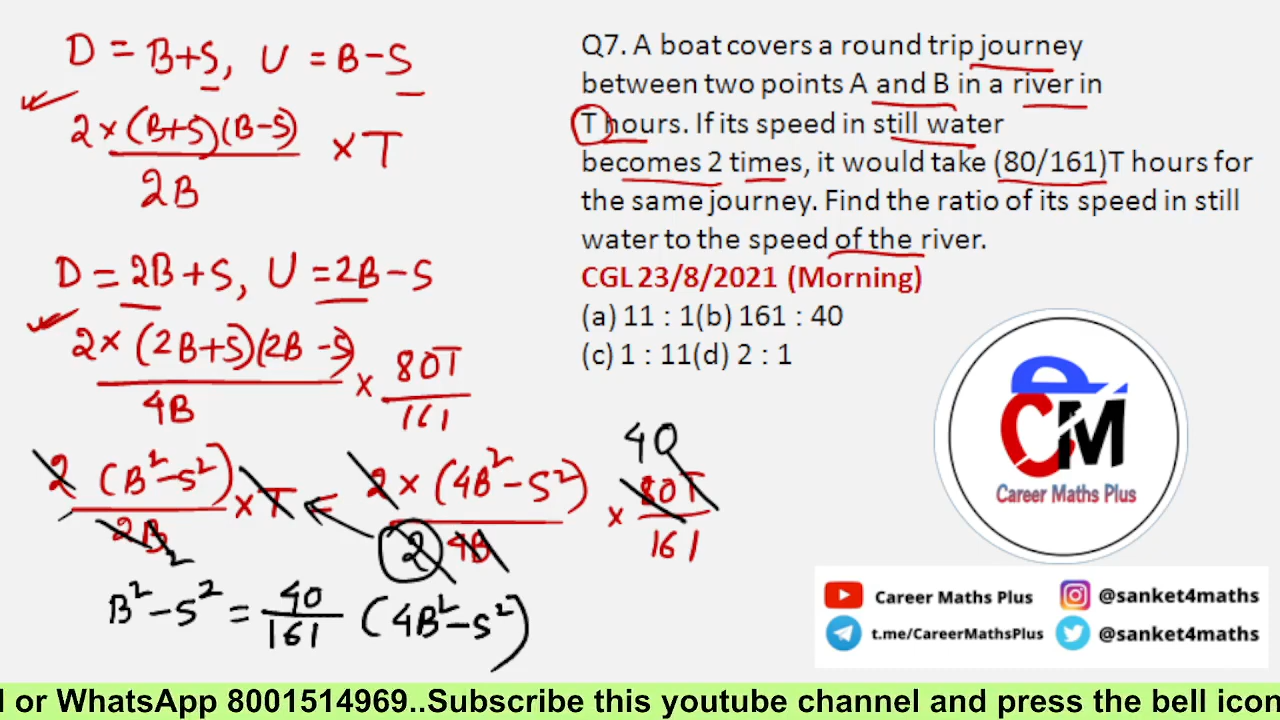 D = B+S, U = B-S
2 × (B+S)(B-S) / 2B × T
D = 2B+S, U = 2B-S
2 × (2B+S)(2B-S) / 4B × 80T / 161
2 (B²-S²) / 2B × T = 2 × (4B²-S²) / 4B × 80T / 161
2
2
40
B²-S² = 40/161 (4B²-S²)
Q7. A boat covers a round trip journey
between two points A and B in a river in
T hours. If its speed in still water
becomes 2 times, it would take (80/161)T hours for
the same journey. Find the ratio of its speed in still
water to the speed of the river.
CGL 23/8/2021 (Morning)
(a) 11 : 1(b) 161 : 40
(c) 1 : 11(d) 2 : 1
eCM
Career Maths Plus
Career Maths Plus @sanket4maths
t.me/CareerMathsPlus @sanket4maths
l or WhatsApp 8001514969..Subscribe this youtube channel and press the bell icon